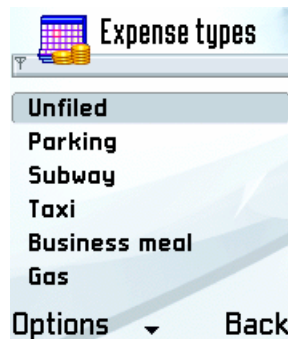 Expense types
Unfiled
Parking
Subway
Taxi
Business meal
Gas
Options Back